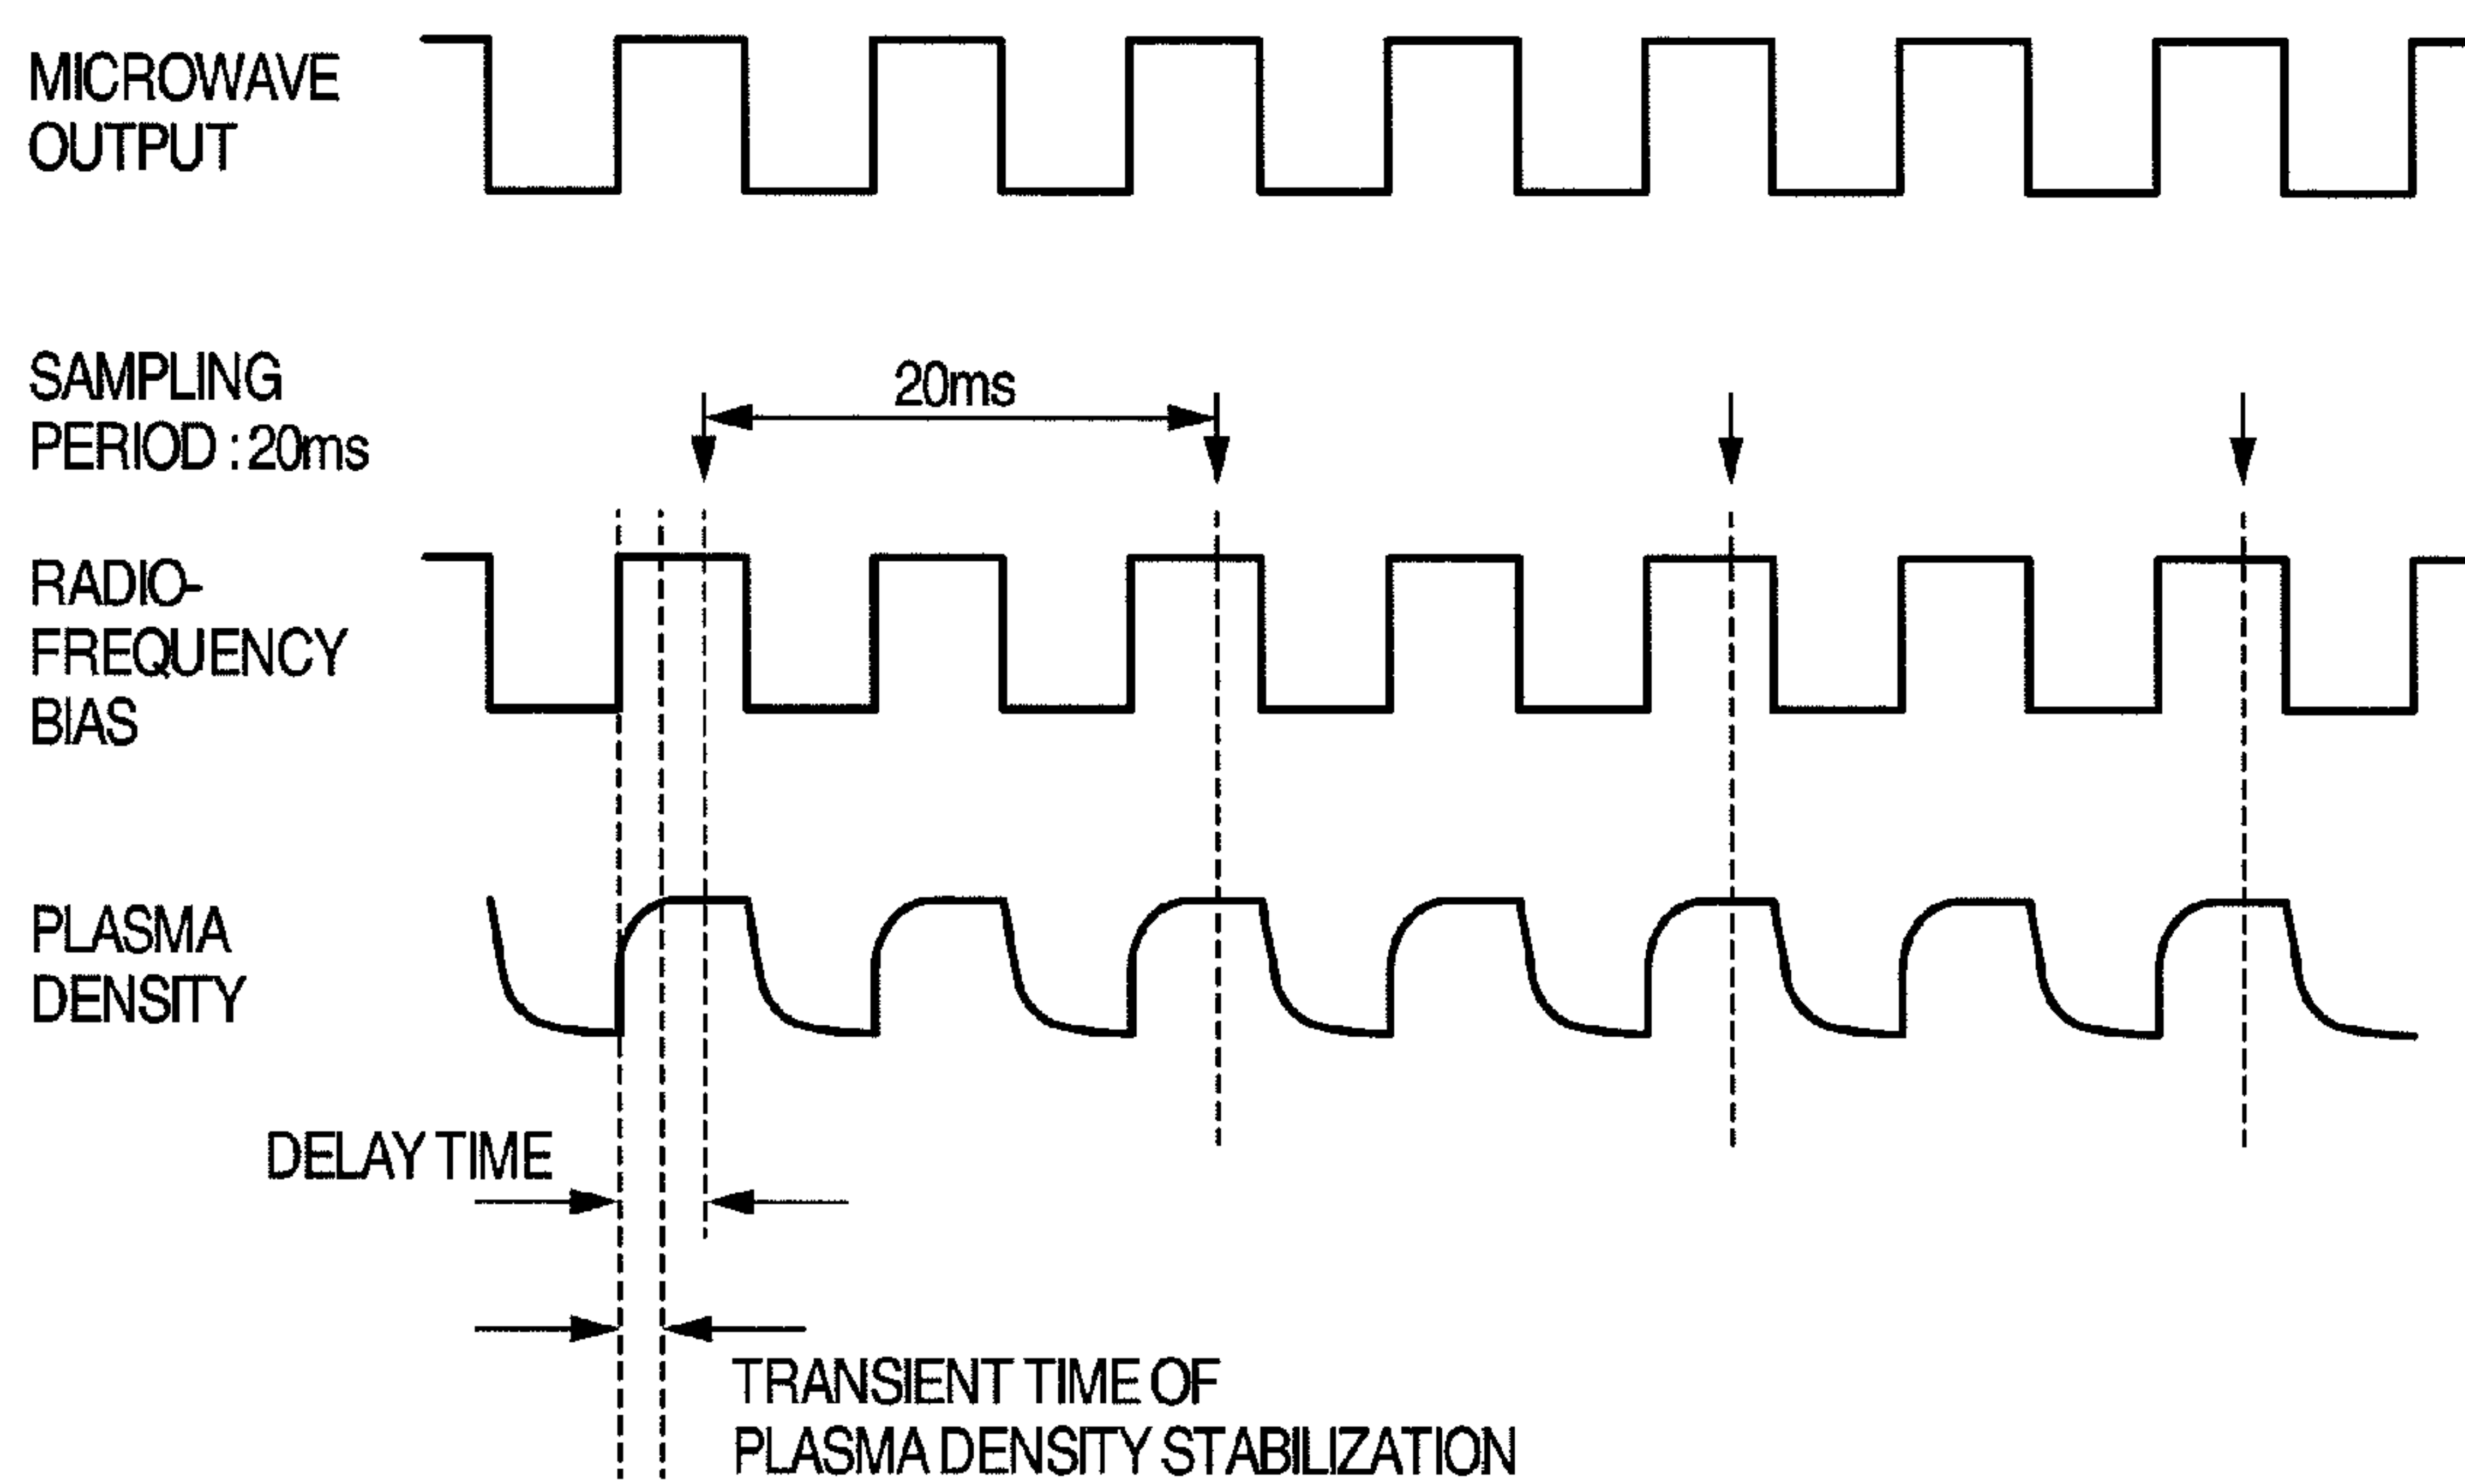 MICROWAVE
OUTPUT
SAMPLING
PERIOD : 20ms
20ms
RADIO-
FREQUENCY
BIAS
PLASMA
DENSITY
DELAY TIME
TRANSIENT TIME OF
PLASMA DENSITY STABILIZATION